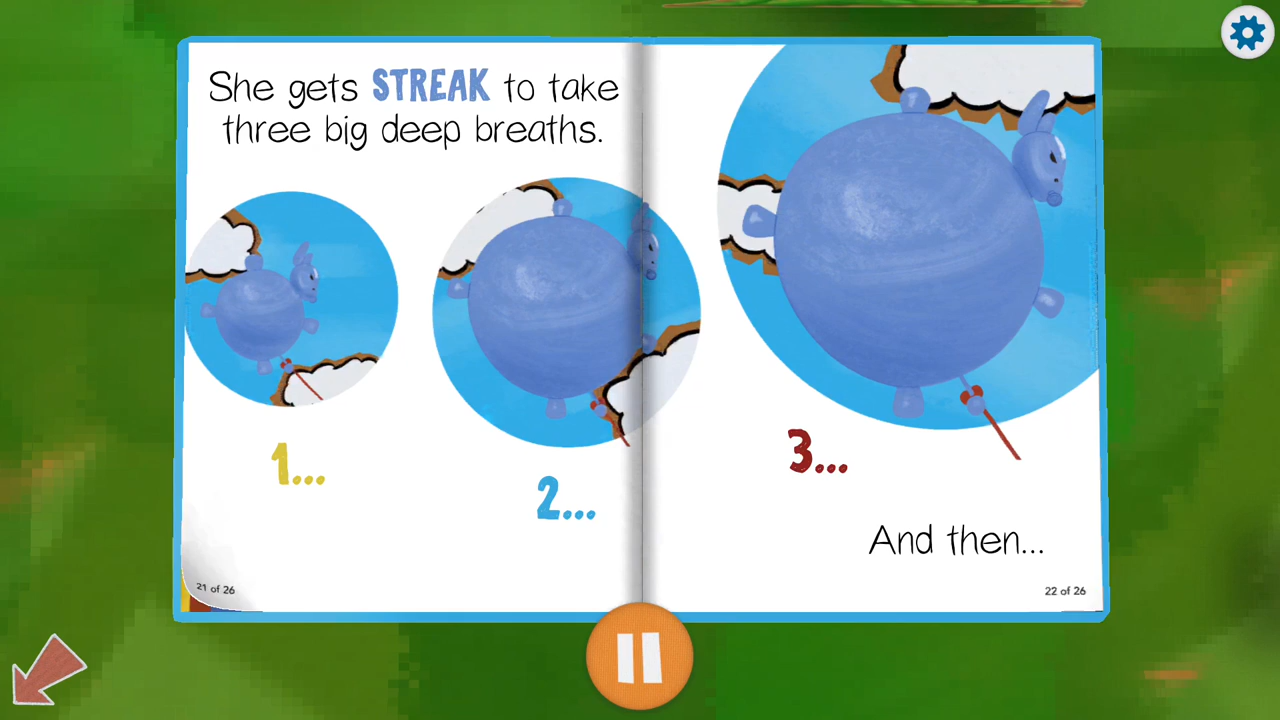 She gets STREAK to take
three big deep breaths.
1...
2...
3...
And then...
21 of 26
22 of 26